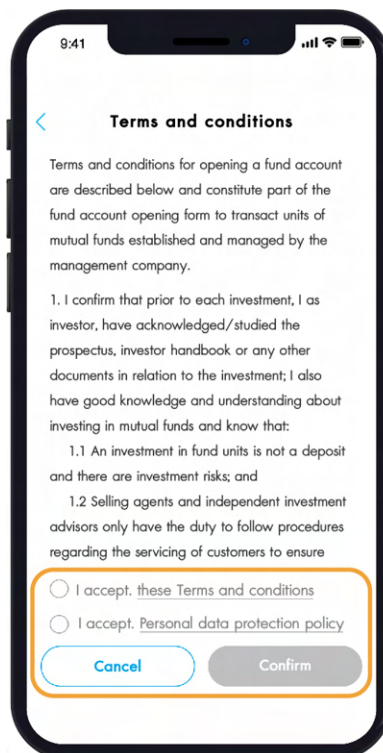 9:41
Terms and conditions
Terms and conditions for opening a fund account
are described below and constitute part of the
fund account opening form to transact units of
mutual funds established and managed by the
management company.
1. I confirm that prior to each investment, I as
investor, have acknowledged/studied the
prospectus, investor handbook or any other
documents in relation to the investment; I also
have good knowledge and understanding about
investing in mutual funds and know that:
1.1 An investment in fund units is not a deposit
and there are investment risks; and
1.2 Selling agents and independent investment
advisors only have the duty to follow procedures
regarding the servicing of customers to ensure
I accept. these Terms and conditions
I accept. Personal data protection policy
Cancel Confirm